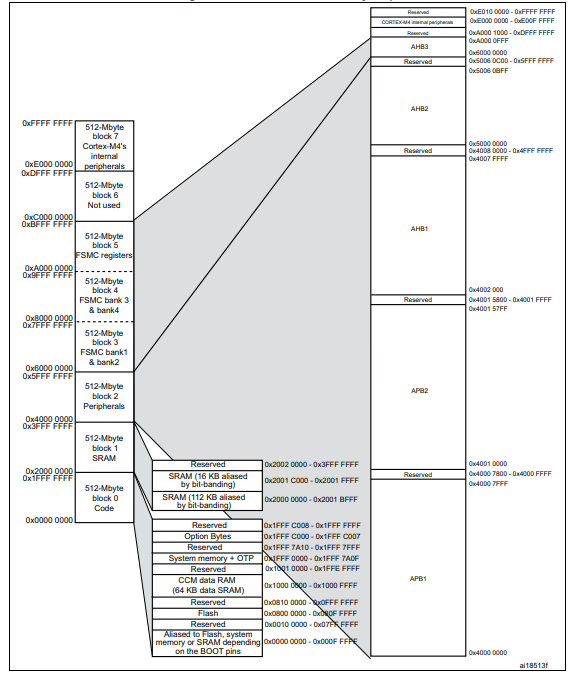 Reserved
0xE010 0000 - 0xFFFF FFFF
CORTEX-M4 internal peripherals
0xE000 0000 - 0xE00F FFFF
Reserved
0xA000 1000 - 0xDFFF FFFF
0xA000 0FFF
AHB3
0x6000 0000
Reserved
0x5006 0C00 - 0x5FFF FFFF
0x5006 0BFF
AHB2
0x5000 0000
Reserved
0x4008 0000 - 0x4FFF FFFF
0x4007 FFFF
AHB1
0x4002 000
Reserved
0x4001 5800 - 0x4001 FFFF
0x4001 57FF
APB2
0x4001 0000
Reserved
0x4000 7800 - 0x4000 FFFF
0x4000 7FFF
APB1
0x4000 0000
0xFFFF FFFF
512-Mbyte
block 7
Cortex-M4's
internal
peripherals
0xE000 0000
0xDFFF FFFF
512-Mbyte
block 6
Not used
0xC000 0000
0xBFFF FFFF
512-Mbyte
block 5
FSMC registers
0xA000 0000
0x9FFF FFFF
512-Mbyte
block 4
FSMC bank 3
& bank4
0x8000 0000
0x7FFF FFFF
512-Mbyte
block 3
FSMC bank1
& bank2
0x6000 0000
0x5FFF FFFF
512-Mbyte
block 2
Peripherals
0x4000 0000
0x3FFF FFFF
512-Mbyte
block 1
SRAM
0x2000 0000
0x1FFF FFFF
512-Mbyte
block 0
Code
0x0000 0000
Reserved
0x2002 0000 - 0x3FFF FFFF
SRAM (16 KB aliased
by bit-banding)
0x2001 C000 - 0x2001 FFFF
SRAM (112 KB aliased
by bit-banding)
0x2000 0000 - 0x2001 BFFF
Reserved
0x1FFF C008 - 0x1FFF FFFF
Option Bytes
0x1FFF C000 - 0x1FFF C007
Reserved
0x1FFF 7A10 - 0x1FFF 7FFF
System memory + OTP
0x1FFF 0000 - 0x1FFF 7A0F
Reserved
0x1001 0000 - 0x1FFE FFFF
CCM data RAM
(64 KB data SRAM)
0x1000 0000 - 0x1000 FFFF
Reserved
0x0810 0000 - 0x0FFF FFFF
Flash
0x0800 0000 - 0x080F FFFF
Reserved
0x0010 0000 - 0x07FF FFFF
Aliased to Flash, system
memory or SRAM depending
on the BOOT pins
0x0000 0000 - 0x000F FFFF
ai18513f